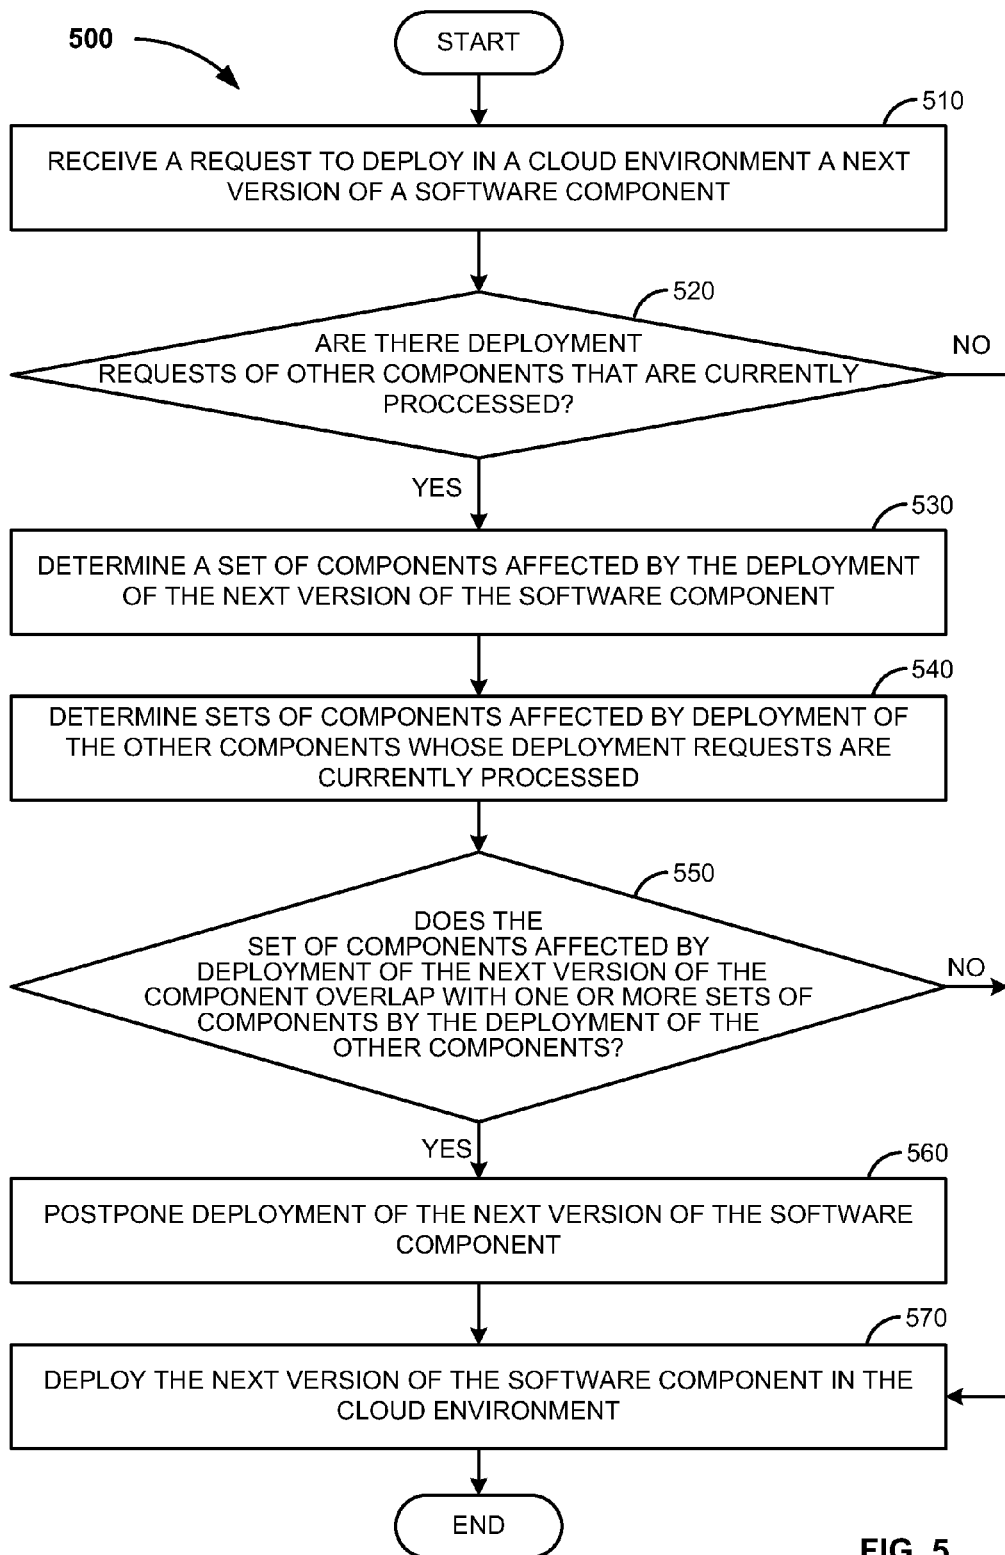 500
START
510
RECEIVE A REQUEST TO DEPLOY IN A CLOUD ENVIRONMENT A NEXT
VERSION OF A SOFTWARE COMPONENT
520
ARE THERE DEPLOYMENT
REQUESTS OF OTHER COMPONENTS THAT ARE CURRENTLY
PROCCESSED?
NO
YES
530
DETERMINE A SET OF COMPONENTS AFFECTED BY THE DEPLOYMENT
OF THE NEXT VERSION OF THE SOFTWARE COMPONENT
540
DETERMINE SETS OF COMPONENTS AFFECTED BY DEPLOYMENT OF
THE OTHER COMPONENTS WHOSE DEPLOYMENT REQUESTS ARE
CURRENTLY PROCESSED
550
DOES THE
SET OF COMPONENTS AFFECTED BY
DEPLOYMENT OF THE NEXT VERSION OF THE
COMPONENT OVERLAP WITH ONE OR MORE SETS OF
COMPONENTS BY THE DEPLOYMENT OF THE
OTHER COMPONENTS?
NO
YES
560
POSTPONE DEPLOYMENT OF THE NEXT VERSION OF THE SOFTWARE
COMPONENT
570
DEPLOY THE NEXT VERSION OF THE SOFTWARE COMPONENT IN THE
CLOUD ENVIRONMENT
END
FIG. 5